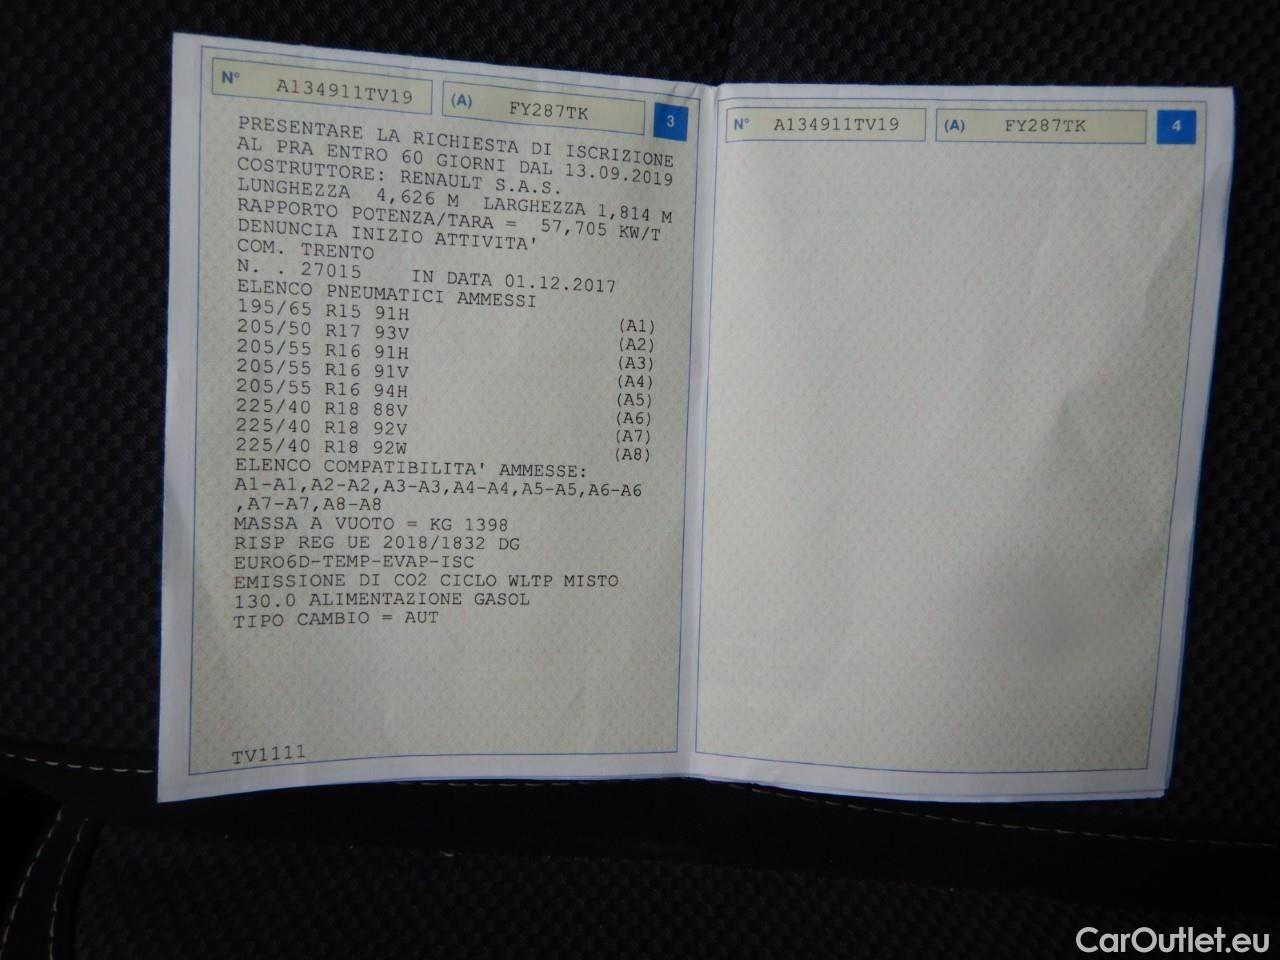 N° A134911TV19 (A) FY287TK 3
PRESENTARE LA RICHIESTA DI ISCRIZIONE
AL PRA ENTRO 60 GIORNI DAL 13.09.2019
COSTRUTTORE: RENAULT S.A.S.
LUNGHEZZA 4,626 M LARGHEZZA 1,814 M
RAPPORTO POTENZA/TARA = 57,705 KW/T
DENUNCIA INIZIO ATTIVITA'
COM. TRENTO
N. . 27015 IN DATA 01.12.2017
ELENCO PNEUMATICI AMMESSI
195/65 R15 91H (A1)
205/50 R17 93V (A2)
205/55 R16 91H (A3)
205/55 R16 91V (A4)
205/55 R16 94H (A5)
225/40 R18 88V (A6)
225/40 R18 92V (A7)
225/40 R18 92W (A8)
ELENCO COMPATIBILITA' AMMESSE:
A1-A1,A2-A2,A3-A3,A4-A4,A5-A5,A6-A6
,A7-A7,A8-A8
MASSA A VUOTO = KG 1398
RISP REG UE 2018/1832 DG
EURO6D-TEMP-EVAP-ISC
EMISSIONE DI CO2 CICLO WLTP MISTO
130.0 ALIMENTAZIONE GASOL
TIPO CAMBIO = AUT
TV1111
N° A134911TV19 (A) FY287TK 4
CarOutlet.eu